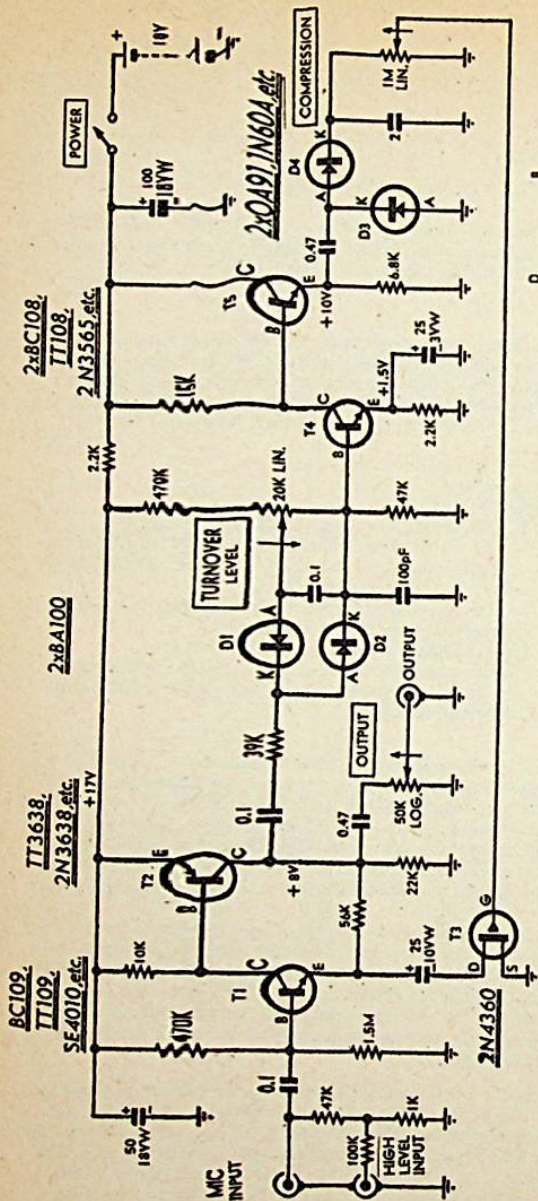 BC109,
TT109,
SE4010,etc.
TT3638,
2N3638,etc.
2xBA100
2xBC108,
TT108,
2N3565,etc.
POWER
+
18V
-
+17V
2.2K
+
100
18VW
-
50
18VW
+
-
470K
10K
B
T2
E
C
470K
15K
C
B
T5
E
2xOA91,1N60A,etc.
TURNOVER
LEVEL
20K LIN.
+10V
0.47
A
D4
K
COMPRESSION
MIC
INPUT
0.1
B
T1
C
E
+8V
0.1
39K
K
D1
A
0.1
C
B
T4
E
+1.5V
6.8K
K
D3
A
2
1M
LIN.
47K
1.5M
56K
0.47
A
D2
K
100pF
47K
2.2K
+
25
3VW
-
100K
1K
HIGH
LEVEL
INPUT
+
25
10VW
-
22K
50K
LOG.
OUTPUT
OUTPUT
D
S
T3
G
2N4360
D
B